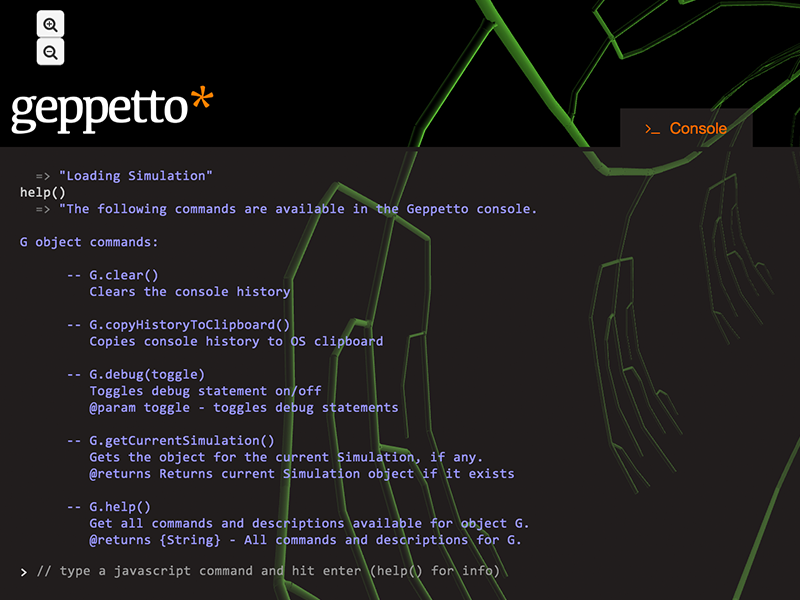 geppetto*
>_ Console
=> "Loading Simulation"
help()
=> "The following commands are available in the Geppetto console.
G object commands:
-- G.clear()
Clears the console history
-- G.copyHistoryToClipboard()
Copies console history to OS clipboard
-- G.debug(toggle)
Toggles debug statement on/off
@param toggle - toggles debug statements
-- G.getCurrentSimulation()
Gets the object for the current Simulation, if any.
@returns Returns current Simulation object if it exists
-- G.help()
Get all commands and descriptions available for object G.
@returns {String} - All commands and descriptions for G.
> // type a javascript command and hit enter (help() for info)